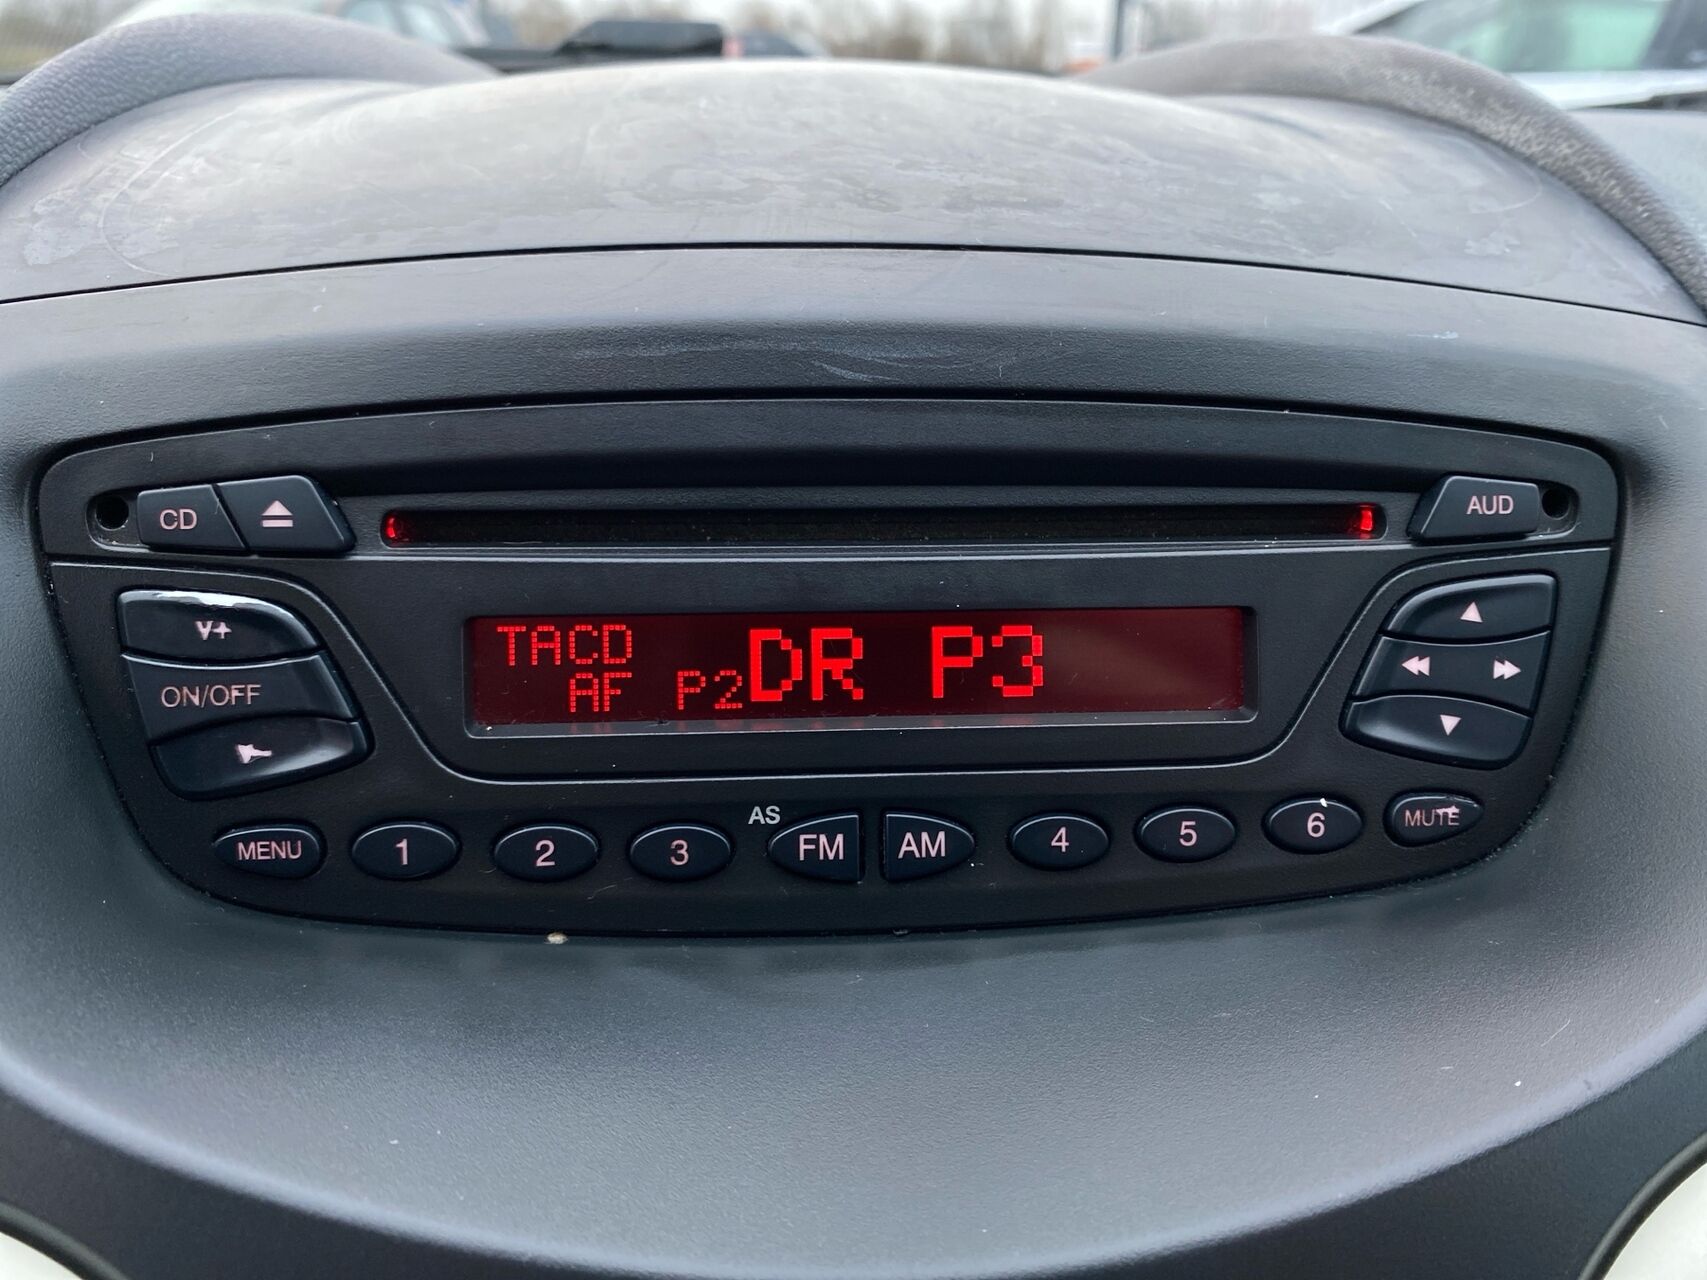 CD
AUD
V+
ON/OFF
TACD
AF P2 DR P3
MENU 1 2 3 AS FM AM 4 5 6 MUTE